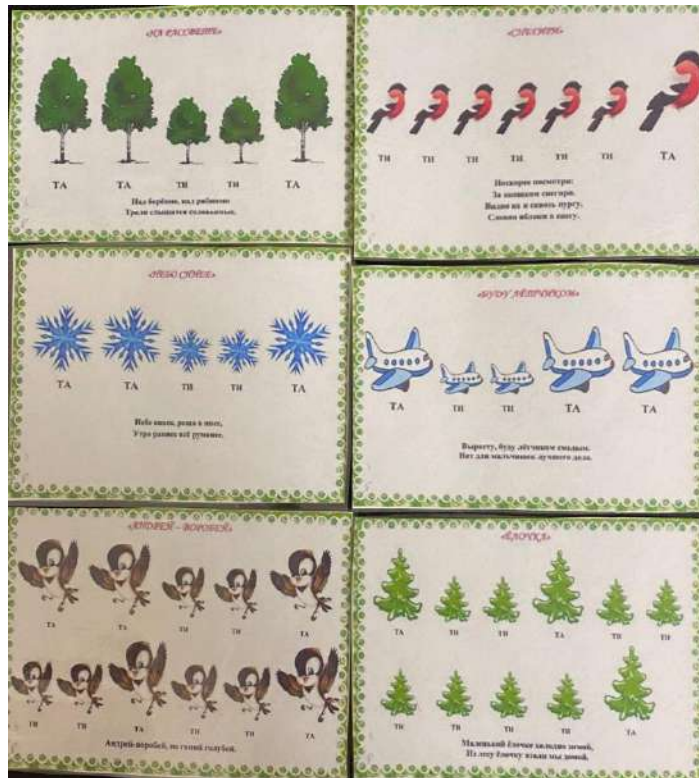 «НА РАССВЕТЕ»
ТА ТА ТИ ТИ ТА
Над берёзою, над рябиною
Трели слышатся соловьиные.
«СНЕГИРИ»
ТИ ТИ ТИ ТИ ТИ ТИ ТА
Поскорее посмотри:
За окошком снегири.
Видно их и сквозь пургу,
Словно яблоки в снегу.
«НЕБО СИНЕЕ»
ТА ТА ТИ ТИ ТА
Небо синее,
Утро раннее всё румянее.
«БУДУ ЛЁТЧИКОМ»
ТА ТИ ТИ ТА ТА
Вырасту, буду лётчиком смелым.
Нет для мальчишек лучшего дела.
«АНДРЕЙ – ВОРОБЕЙ»
ТА ТА ТИ ТИ ТА
ТИ ТИ ТА ТИ ТИ ТА
Андрей-воробей, не гоняй голубей.
«ЁЛОЧКА»
ТА ТИ ТИ ТА ТИ ТИ
ТИ ТИ ТИ ТИ ТА
Маленькой ёлочке холодно зимой,
Из лесу ёлочку взяли мы домой.